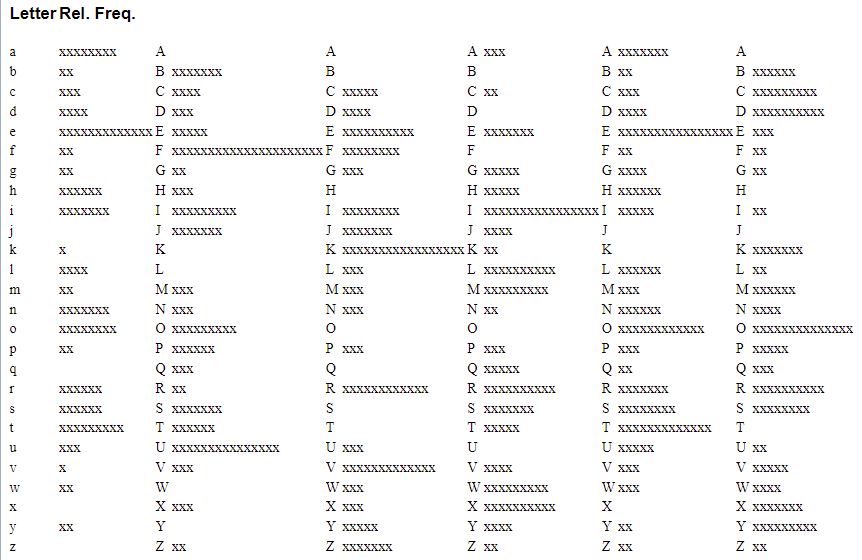 Letter Rel. Freq.
a xxxxxxxx A A A xxx A xxxxxxx A
b xx B xxxxxxx B B B xx B xxxxxx
c xxx C xxxx C xxxxx C xx C xxx C xxxxxxxxx
d xxxx D xxx D xxxx D D xxxx D xxxxxxxxxx
e xxxxxxxxxxxxx E xxxxx E xxxxxxxxxx E xxxxxxx E xxxxxxxxxxxxxxxx E xxx
f xx F xxxxxxxxxxxxxxxxxxxxx F xxxxxxxx F F xx F xx
g xx G xx G xxx G xxxxx G xxxx G xx
h xxxxxx H xxx H H xxxxx H xxxxxx H
i xxxxxxx I xxxxxxxxx I xxxxxxxx I xxxxxxxxxxxxxxxx I xxxxx I xx
j J xxxxxxx J xxxxxxx J xxxx J J
k x K K xxxxxxxxxxxxxxxxx K xx K K xxxxxxx
l xxxx L L xxx L xxxxxxxxxx L xxxxxx L xx
m xx M xxx M xxx M xxxxxxxxx M xxx M xxxxxx
n xxxxxxx N xxx N xxx N xx N xxxxxx N xxxx
o xxxxxxxx O xxxxxxxxx O O O xxxxxxxxxxxx O xxxxxxxxxxxxxx
p xx P xxxxxx P xxx P xxx P xxx P xxxxx
q Q xxx Q Q xxxxx Q xx Q xxx
r xxxxxx R xx R xxxxxxxxxxxx R xxxxxxxxxx R xxxxxxx R xxxxxxxxxx
s xxxxxx S xxxxxxx S S xxxxxxx S xxxxxxxx S xxxxxxxx
t xxxxxxxxx T xxxxxx T T xxxxx T xxxxxxxxxxxxx T
u xxx U xxxxxxxxxxxxxxx U xxx U U xxxxx U xx
v x V xxx V xxxxxxxxxxxxx V xxxx V xxx V xxxxx
w xx W W xxx W xxxxxxxxx W xxx W xxxx
x X xxx X xxx X xxxxxxxxxx X X xxxxxxx
y xx Y Y xxxxx Y xxxx Y xx Y xxxxxxxxx
z Z xx Z xxxxxxx Z xx Z xx Z xx